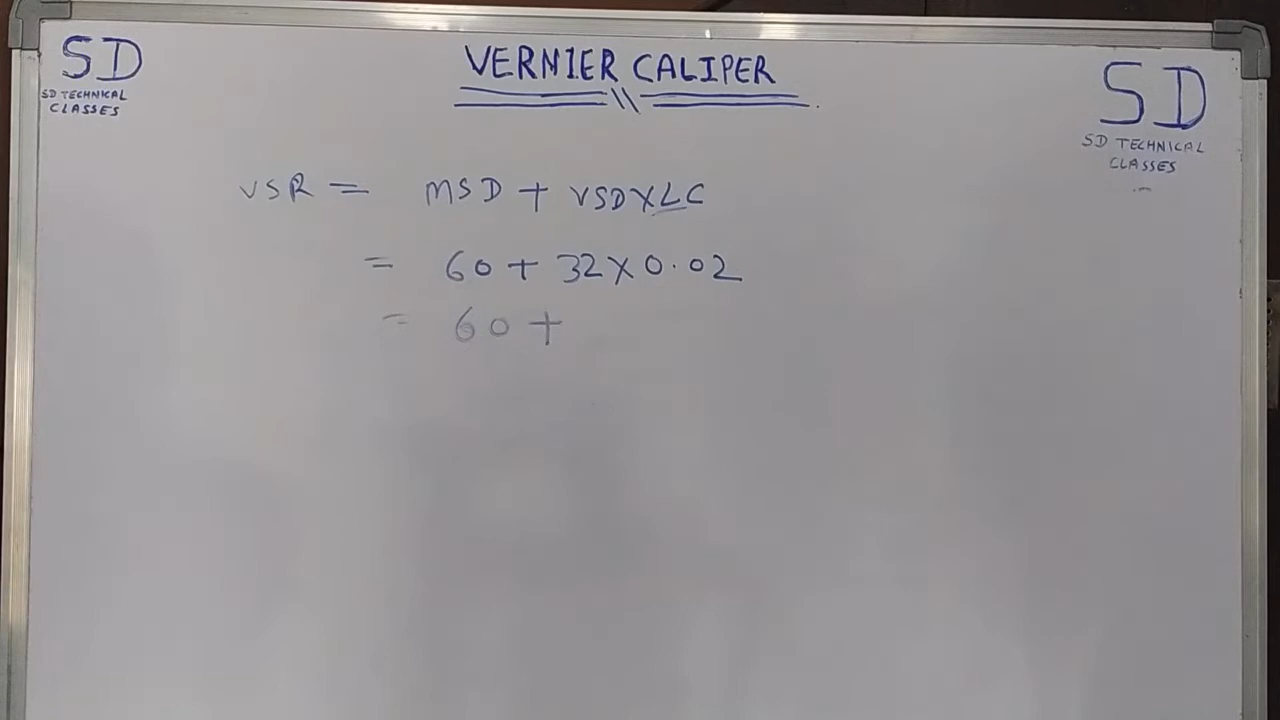 SD
SD TECHNICAL
CLASSES
VERNIER CALIPER
SD
SD TECHNICAL
CLASSES
VSR = MSD + VSD×LC
= 60 + 32×0.02
= 60 +